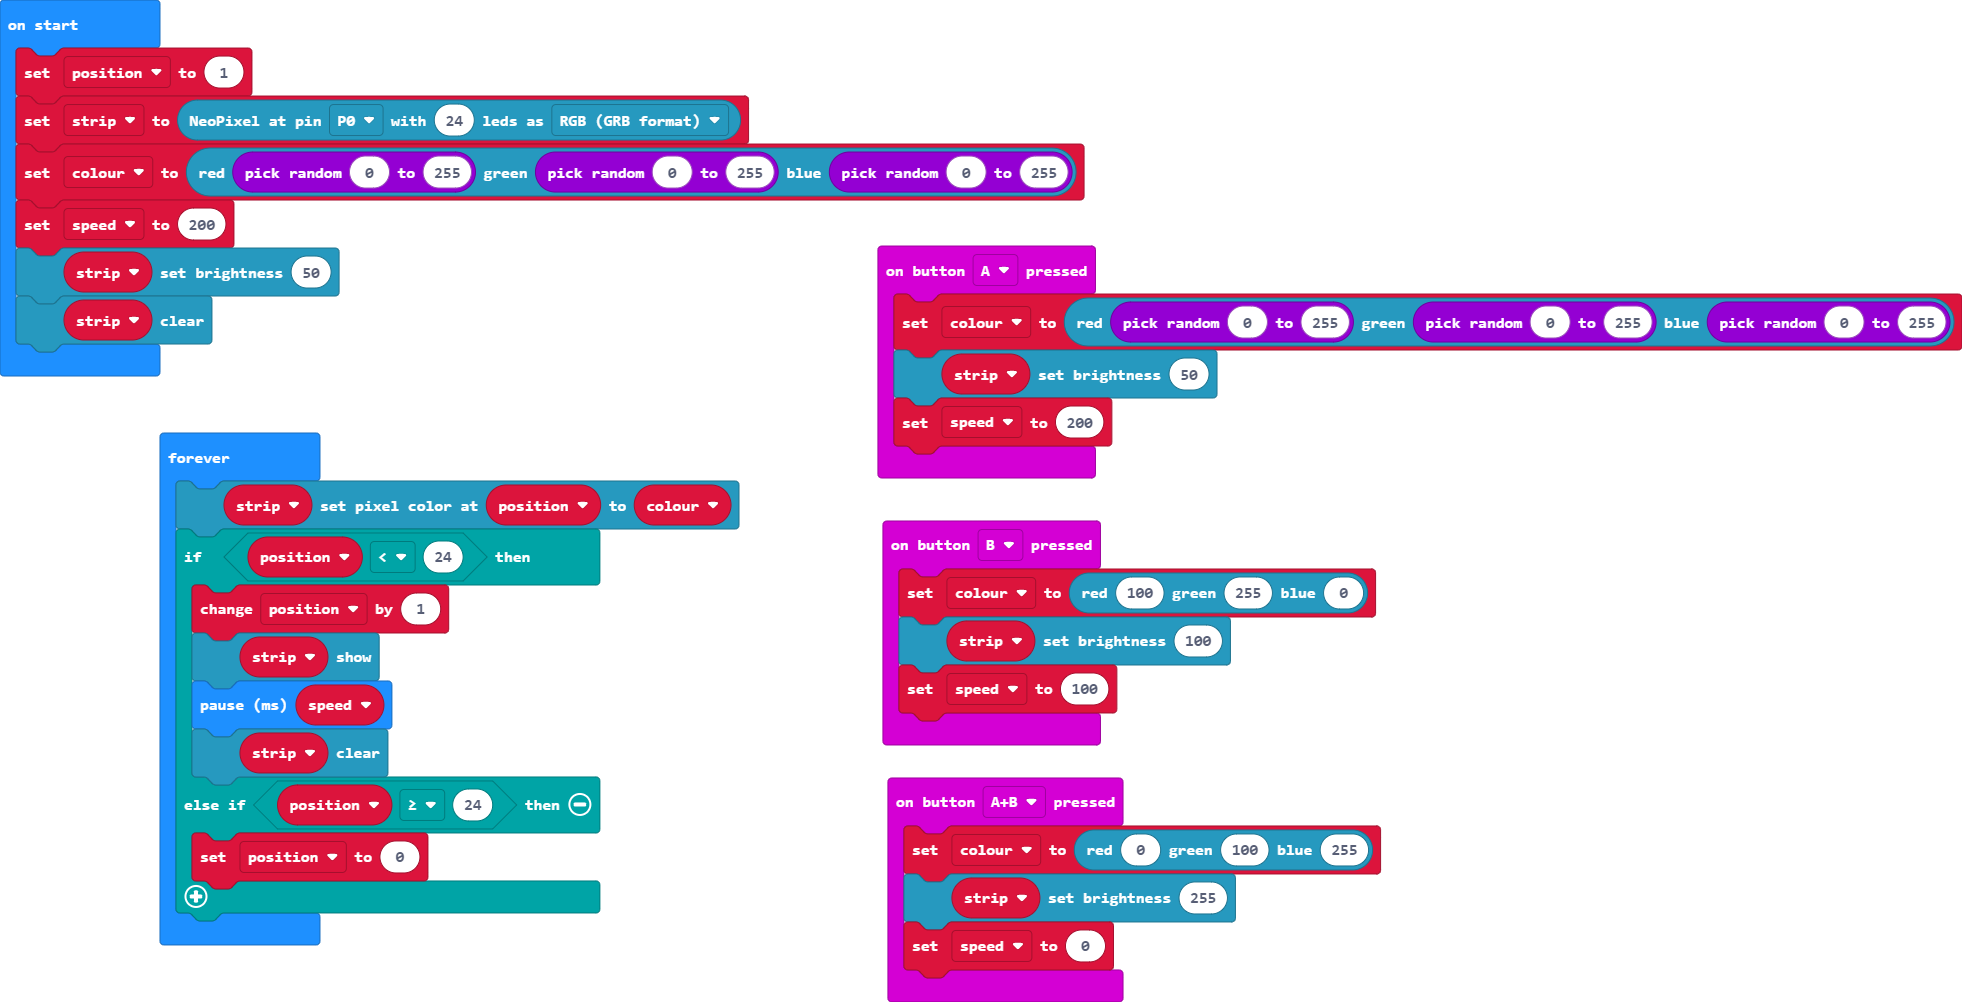 on start
set position to 1
set strip to NeoPixel at pin P0 with 24 leds as RGB (GRB format)
set colour to red pick random 0 to 255 green pick random 0 to 255 blue pick random 0 to 255
set speed to 200
strip set brightness 50
strip clear
forever
strip set pixel color at position to colour
if position < 24 then
change position by 1
strip show
pause (ms) speed
strip clear
else if position ≥ 24 then
set position to 0
on button A pressed
set colour to red pick random 0 to 255 green pick random 0 to 255 blue pick random 0 to 255
strip set brightness 50
set speed to 200
on button B pressed
set colour to red 100 green 255 blue 0
strip set brightness 100
set speed to 100
on button A+B pressed
set colour to red 0 green 100 blue 255
strip set brightness 255
set speed to 0